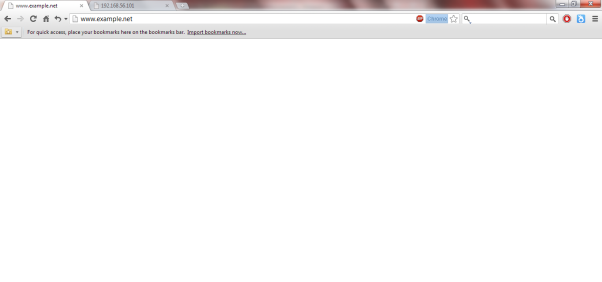 www.example.net
192.168.56.101
www.example.net
Chrome
For quick access, place your bookmarks here on the bookmarks bar. Import bookmarks now...